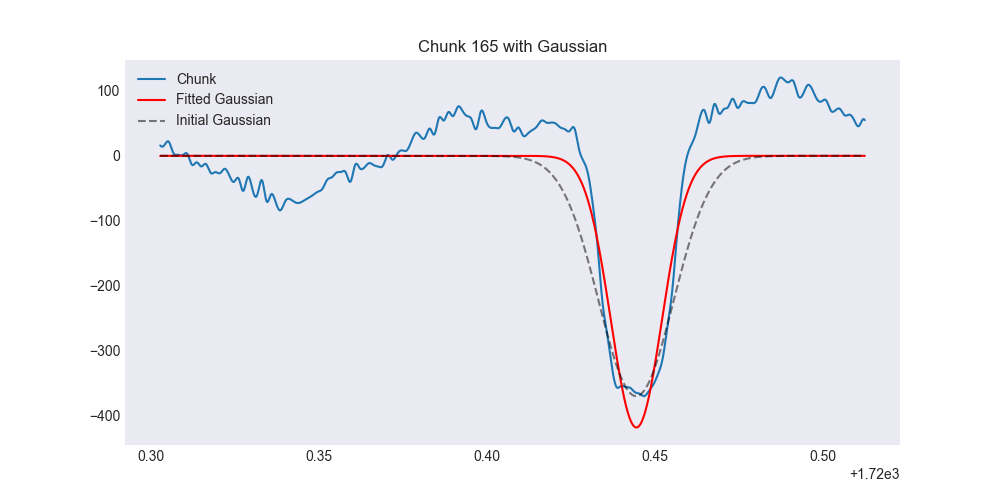 Chunk 165 with Gaussian
Chunk
Fitted Gaussian
Initial Gaussian
100
0
−100
−200
−300
−400
0.30 0.35 0.40 0.45 0.50
+1.72e3